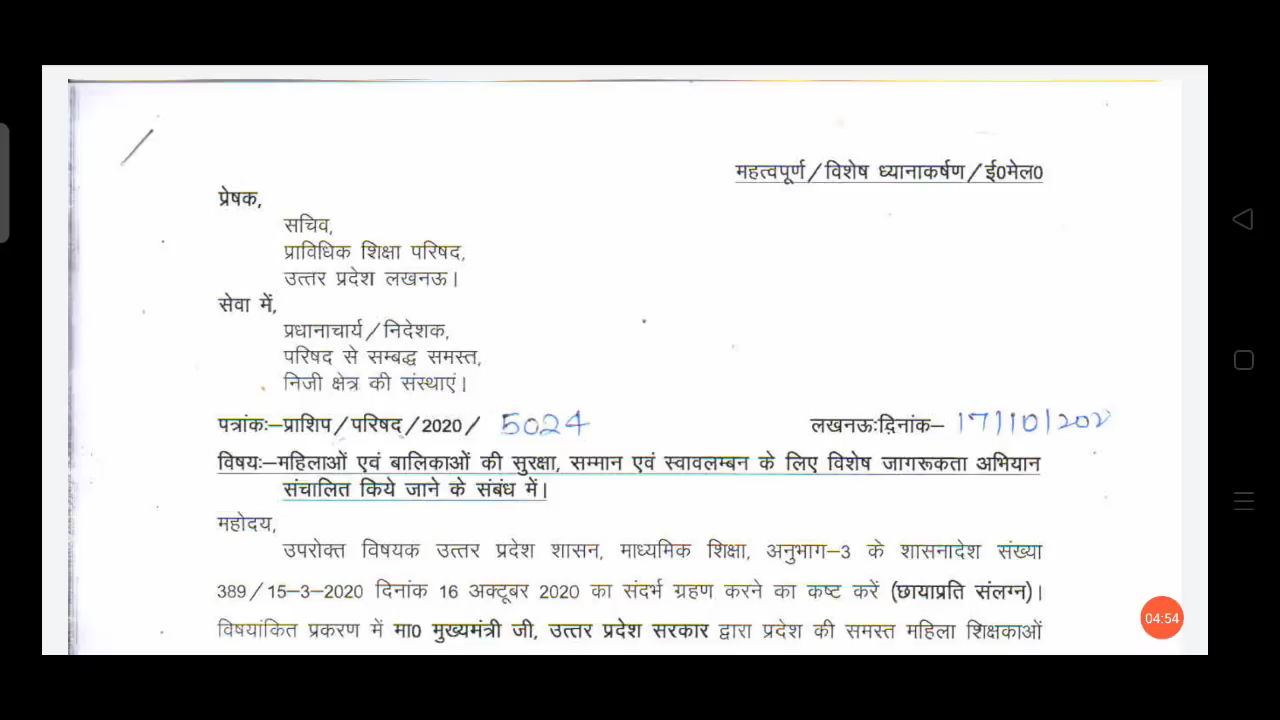 महत्वपूर्ण/विशेष ध्यानाकर्षण/ई0मेल0
प्रेषक,
सचिव,
प्राविधिक शिक्षा परिषद,
उत्तर प्रदेश लखनऊ।
सेवा में,
प्रधानाचार्य/निदेशक,
परिषद से सम्बद्ध समस्त,
निजी क्षेत्र की संस्थाएं।
पत्रांकः–प्राशिप/परिषद/2020/ 5024 लखनऊःदिनांक– 17/10/202
विषयः–महिलाओं एवं बालिकाओं की सुरक्षा, सम्मान एवं स्वावलम्बन के लिए विशेष जागरूकता अभियान
संचालित किये जाने के संबंध में।
महोदय,
उपरोक्त विषयक उत्तर प्रदेश शासन, माध्यमिक शिक्षा, अनुभाग–3 के शासनादेश संख्या
389/15–3–2020 दिनांक 16 अक्टूबर 2020 का संदर्भ ग्रहण करने का कष्ट करें (छायाप्रति संलग्न)।
विषयांकित प्रकरण में मा0 मुख्यमंत्री जी, उत्तर प्रदेश सरकार द्वारा प्रदेश की समस्त महिला शिक्षकाओं
04:54